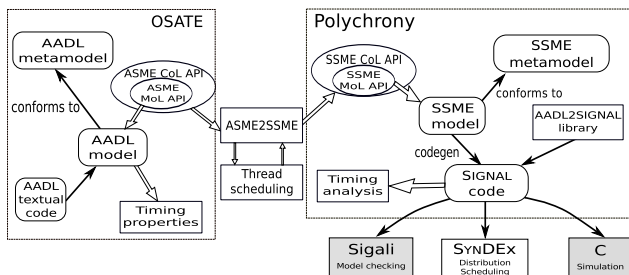 OSATE
AADL
metamodel
ASME CoL API
ASME
MoL API
conforms to
AADL
model
AADL
textual
code
Timing
properties
ASME2SSME
Thread
scheduling
Polychrony
SSME CoL API
SSME
MoL API
SSME
metamodel
conforms to
SSME
model
AADL2SIGNAL
library
codegen
Timing
analysis
SIGNAL
code
Sigali
Model checking
SYNDEX
Distribution
Scheduling
C
Simulation